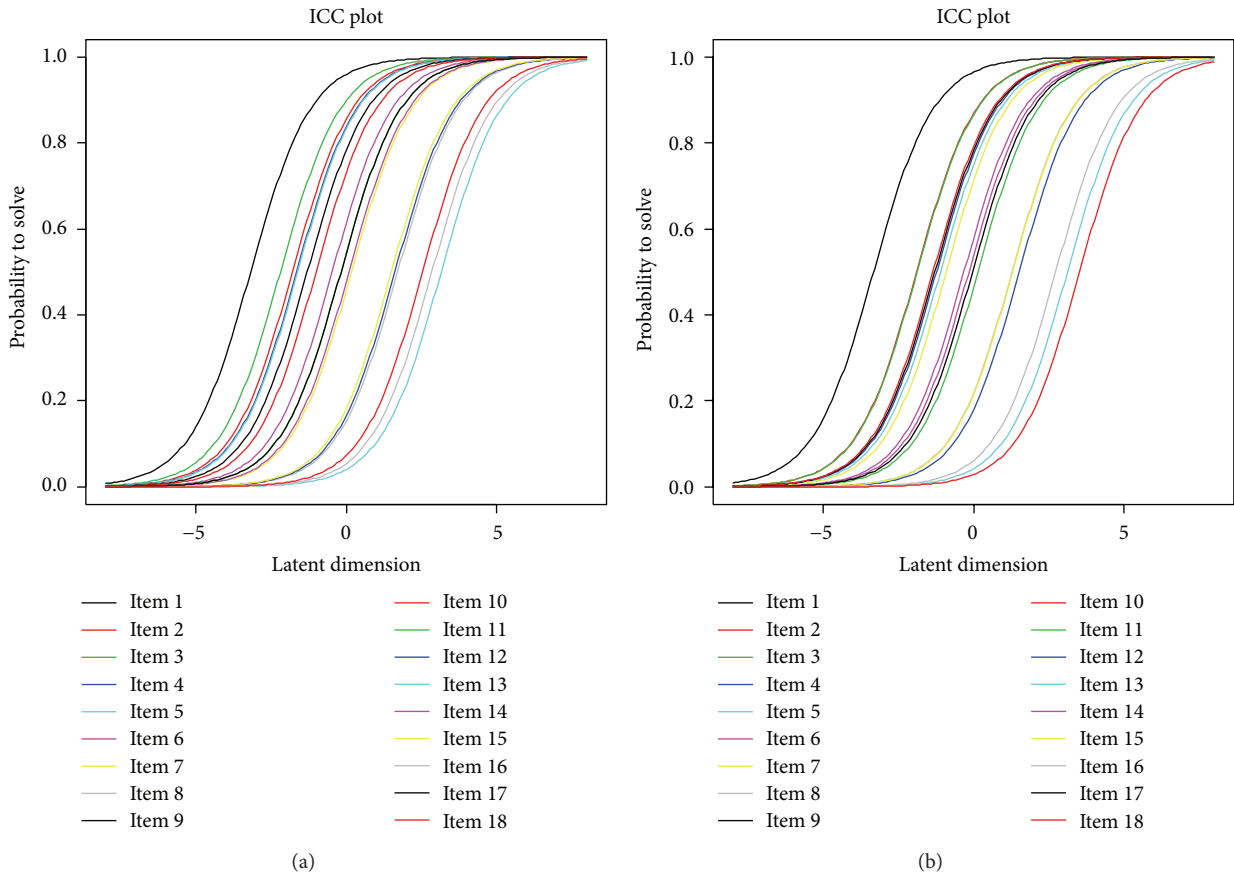 ICC plot
1.0
0.8
0.6
0.4
0.2
0.0
Probability to solve
−5
0
5
Latent dimension
Item 1
Item 2
Item 3
Item 4
Item 5
Item 6
Item 7
Item 8
Item 9
Item 10
Item 11
Item 12
Item 13
Item 14
Item 15
Item 16
Item 17
Item 18
(a)
ICC plot
1.0
0.8
0.6
0.4
0.2
0.0
Probability to solve
−5
0
5
Latent dimension
Item 1
Item 2
Item 3
Item 4
Item 5
Item 6
Item 7
Item 8
Item 9
Item 10
Item 11
Item 12
Item 13
Item 14
Item 15
Item 16
Item 17
Item 18
(b)